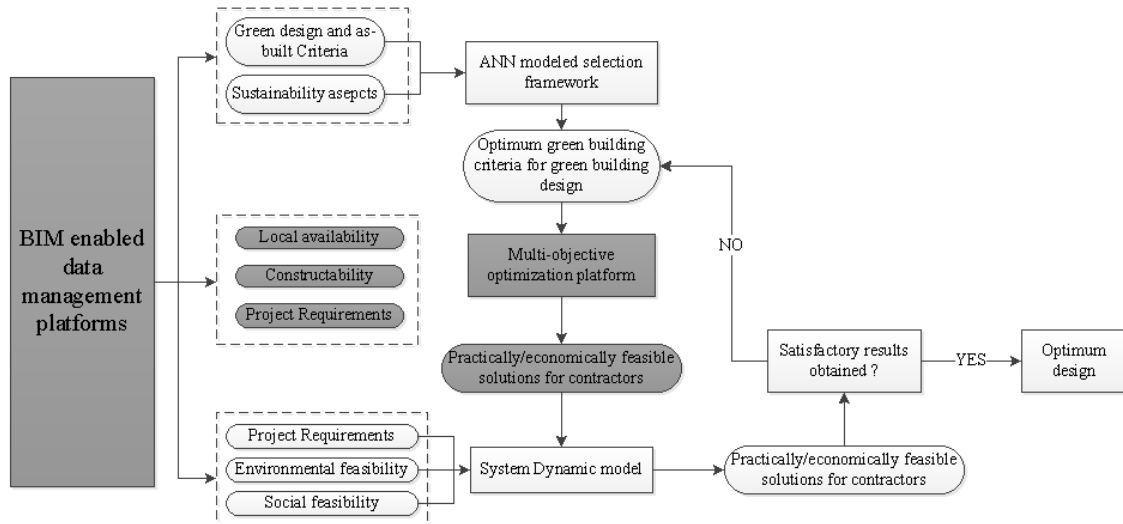 BIM enabled
data
management
platforms
Green design and as-
built Criteria
Sustainability asepcts
ANN modeled selection
framework
Optimum green building
criteria for green building
design
Local availability
Constructability
Project Requirements
Multi-objective
optimization platform
Practically/economically feasible
solutions for contractors
Project Requirements
Environmental feasibility
Social feasibility
System Dynamic model
Practically/economically feasible
solutions for contractors
Satisfactory results
obtained ?
NO
YES
Optimum
design